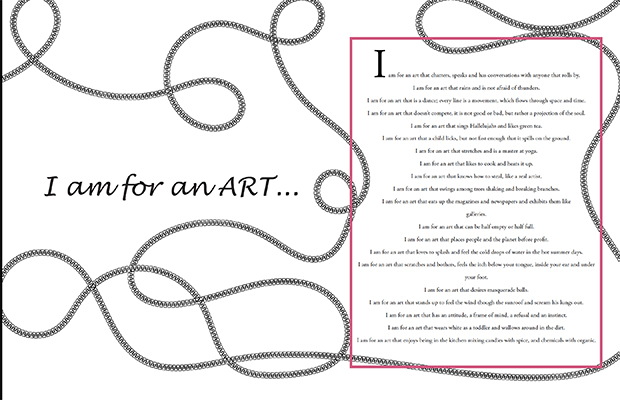 I am for an ART...
I am for an art that chatters, speaks and has conversations with anyone that rolls by.
I am for an art that rains and is not afraid of thunders.
I am for an art that is a dance; every line is a movement, which flows through space and time.
I am for an art that doesn't compete, it is not good or bad, but rather a projection of the soul.
I am for an art that sings Hallelujahs and likes green tea.
I am for an art that a child licks, but not fast enough that it spills on the ground.
I am for an art that stretches and is a master at yoga.
I am for an art that likes to cook and heats it up.
I am for an art that knows how to steal, like a real artist.
I am for an art that swings among trees shaking and breaking branches.
I am for an art that eats up the magazines and newspapers and exhibits them like
galleries.
I am for an art that can be half empty or half full.
I am for an art that places people and the planet before profit.
I am for an art that loves to splash and feel the cold drops of water in the hot summer days.
I am for an art that scratches and bothers, feels the itch below your tongue, inside your ear and under
your foot.
I am for an art that desires masquerade balls.
I am for an art that stands up to feel the wind though the sunroof and scream his lungs out.
I am for an art that has an attitude, a frame of mind, a refusal and an instinct.
I am for an art that wears white as a toddler and wallows around in the dirt.
I am for an art that enjoys being in the kitchen mixing candies with spice, and chemicals with organic.